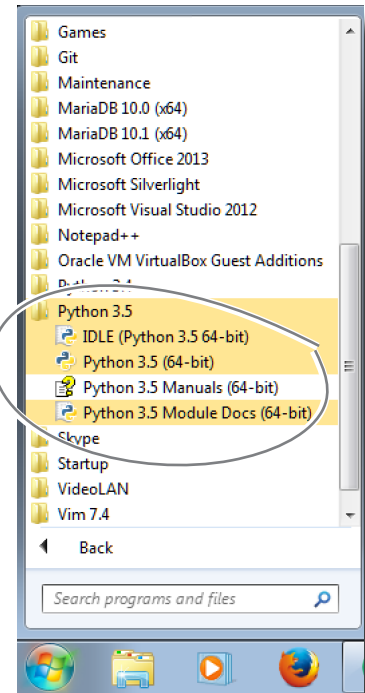 Games
Git
Maintenance
MariaDB 10.0 (x64)
MariaDB 10.1 (x64)
Microsoft Office 2013
Microsoft Silverlight
Microsoft Visual Studio 2012
Notepad++
Oracle VM VirtualBox Guest Additions
Python 3.4
Python 3.5
IDLE (Python 3.5 64-bit)
Python 3.5 (64-bit)
Python 3.5 Manuals (64-bit)
Python 3.5 Module Docs (64-bit)
Skype
Startup
VideoLAN
Vim 7.4
Back
Search programs and files